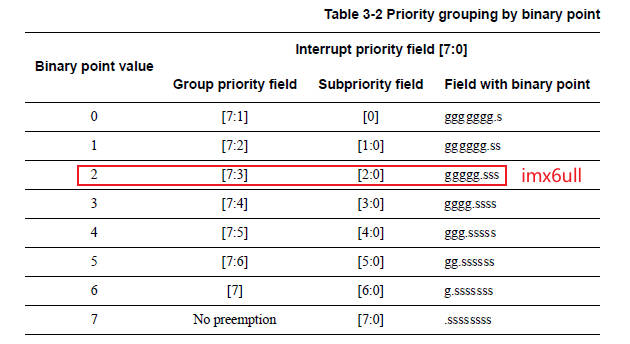 Table 3-2 Priority grouping by binary point
Interrupt priority field [7:0]
Binary point value
Group priority field Subpriority field Field with binary point
0 [7:1] [0] ggggggg.s
1 [7:2] [1:0] gggggg.ss
2 [7:3] [2:0] ggggg.sss imx6ull
3 [7:4] [3:0] gggg.ssss
4 [7:5] [4:0] ggg.sssss
5 [7:6] [5:0] gg.ssssss
6 [7] [6:0] g.sssssss
7 No preemption [7:0] .ssssssss